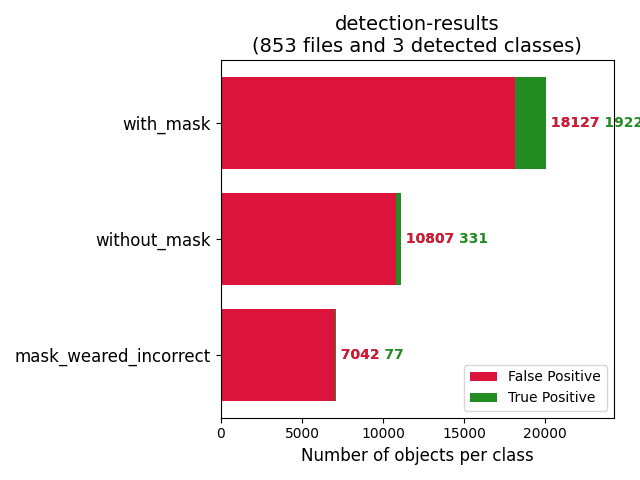 detection-results
(853 files and 3 detected classes)
with_mask
18127 1922
without_mask
10807 331
mask_weared_incorrect
7042 77
False Positive
True Positive
0 5000 10000 15000 20000
Number of objects per class